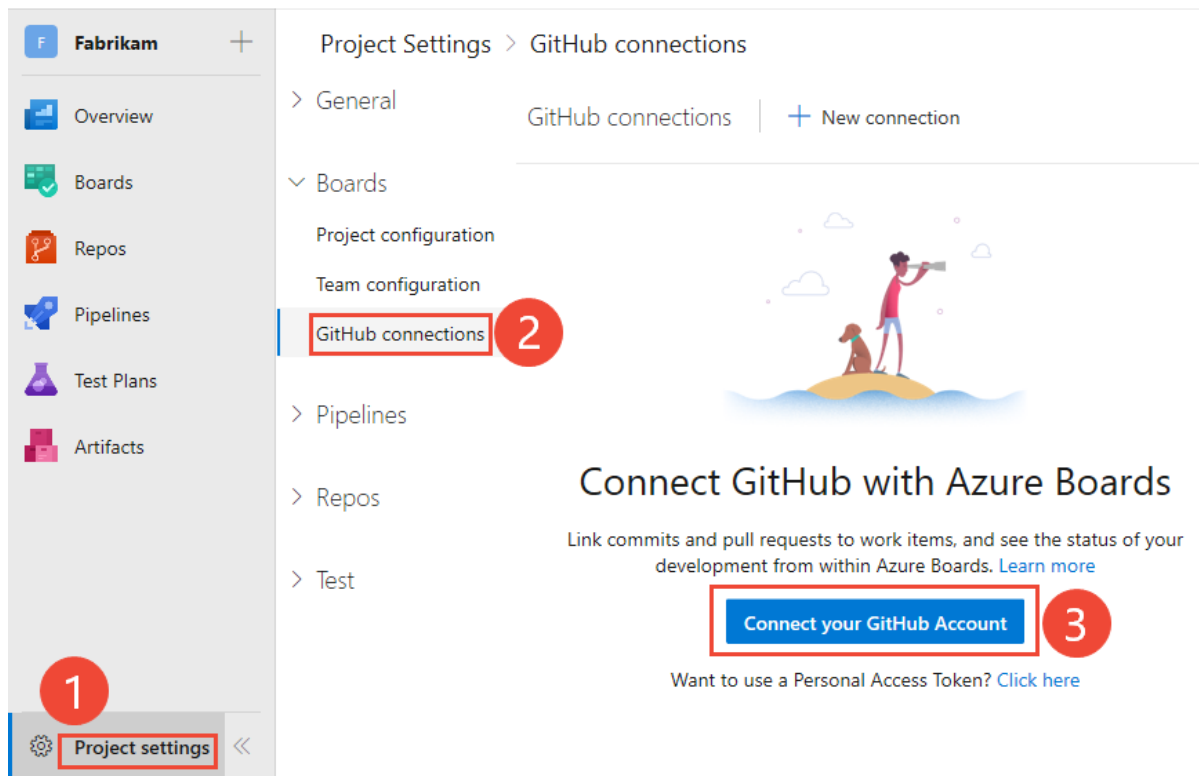 F
Fabrikam
Overview
Boards
Repos
Pipelines
Test Plans
Artifacts
1
Project settings
Project Settings > GitHub connections
General
Boards
Project configuration
Team configuration
GitHub connections
2
Pipelines
Repos
Test
GitHub connections
New connection
Connect GitHub with Azure Boards
Link commits and pull requests to work items, and see the status of your
development from within Azure Boards. Learn more
Connect your GitHub Account
3
Want to use a Personal Access Token? Click here